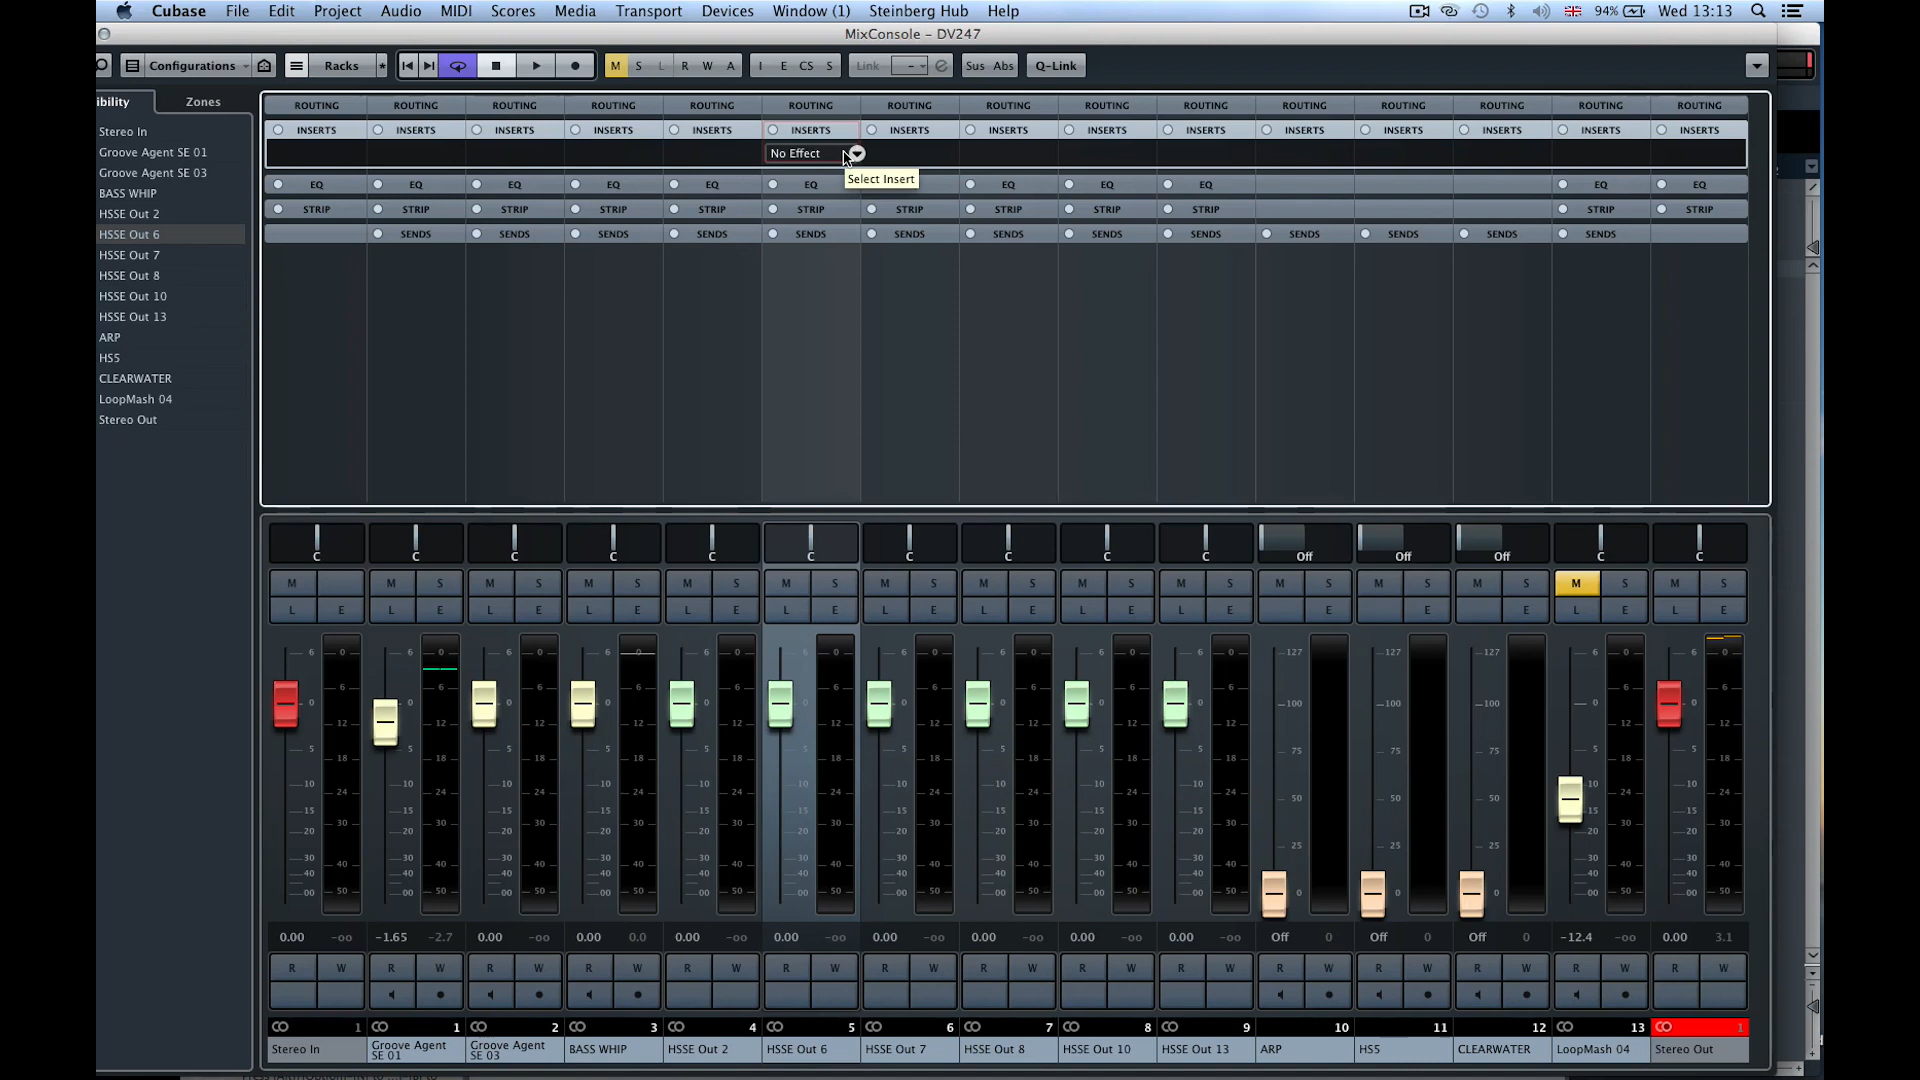 Cubase File Edit Project Audio MIDI Scores Media Transport Devices Window (1) Steinberg Hub Help 94% Wed 13:13
MixConsole – DV247
Configurations Racks * M S L R W A I E CQS S Link – Sus Abs Q-Link
ibility Zones
ROUTING ROUTING ROUTING ROUTING ROUTING ROUTING ROUTING ROUTING ROUTING ROUTING ROUTING ROUTING ROUTING ROUTING ROUTING
INSERTS INSERTS INSERTS INSERTS INSERTS INSERTS INSERTS INSERTS INSERTS INSERTS INSERTS INSERTS INSERTS INSERTS INSERTS
No Effect
Select Insert
EQ EQ EQ EQ EQ EQ EQ EQ EQ EQ EQ
STRIP STRIP STRIP STRIP STRIP STRIP STRIP STRIP STRIP STRIP STRIP STRIP
SENDS SENDS SENDS SENDS SENDS SENDS SENDS SENDS SENDS SENDS SENDS SENDS SENDS
Stereo In
Groove Agent SE 01
Groove Agent SE 03
BASS WHIP
HSSE Out 2
HSSE Out 6
HSSE Out 7
HSSE Out 8
HSSE Out 10
HSSE Out 13
ARP
HS5
CLEARWATER
LoopMash 04
Stereo Out
C C C C C C C C C C Off Off Off C C
M M S M S M S M S M S M S M S M S M S M S S M S M S M S
L E L E L E L E L E L E L E L E L E L E E E E L E L E
0.00 -oo -1.65 -2.7 0.00 -oo 0.00 0.0 0.00 -oo 0.00 -oo 0.00 -oo 0.00 -oo 0.00 -oo 0.00 -oo Off 0 Off 0 Off 0 -12.4 -oo 0.00 3.1
R W R W R W R W R W R W R W R W R W R W R W R W R W R W R W
1 1 2 3 4 5 6 7 8 9 10 11 12 13 1
Stereo In
Groove Agent SE 01
Groove Agent SE 03
BASS WHIP
HSSE Out 2
HSSE Out 6
HSSE Out 7
HSSE Out 8
HSSE Out 10
HSSE Out 13
ARP
HS5
CLEARWATER
LoopMash 04
Stereo Out